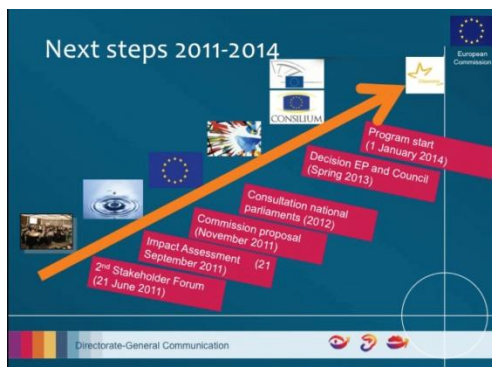 Next steps 2011-2014
European
Commission
CONSILIUM
Program start
(1 January 2014)
Decision EP and Council
(Spring 2013)
Consultation national
parliaments (2012)
Commission proposal
(November 2011)
Impact Assessment (21
September 2011)
2nd Stakeholder Forum
(21 June 2011)
Directorate-General Communication